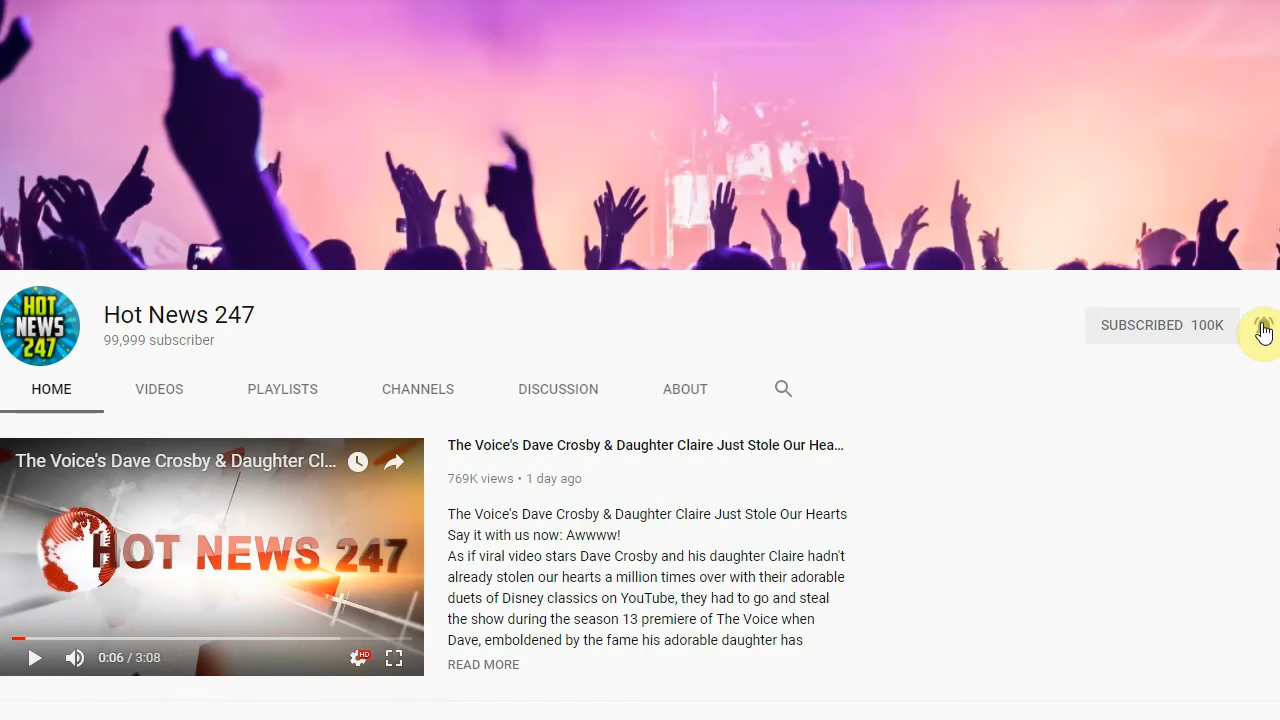 HOT
NEWS
247
Hot News 247
99,999 subscriber
SUBSCRIBED 100K
HOME VIDEOS PLAYLISTS CHANNELS DISCUSSION ABOUT
The Voice's Dave Crosby & Daughter Cl...
HOT NEWS 247
0:06 / 3:08
HD
The Voice's Dave Crosby & Daughter Claire Just Stole Our Hea...
769K views • 1 day ago
The Voice's Dave Crosby & Daughter Claire Just Stole Our Hearts
Say it with us now: Awwww!
As if viral video stars Dave Crosby and his daughter Claire hadn't
already stolen our hearts a million times over with their adorable
duets of Disney classics on YouTube, they had to go and steal
the show during the season 13 premiere of The Voice when
Dave, emboldened by the fame his adorable daughter has
READ MORE